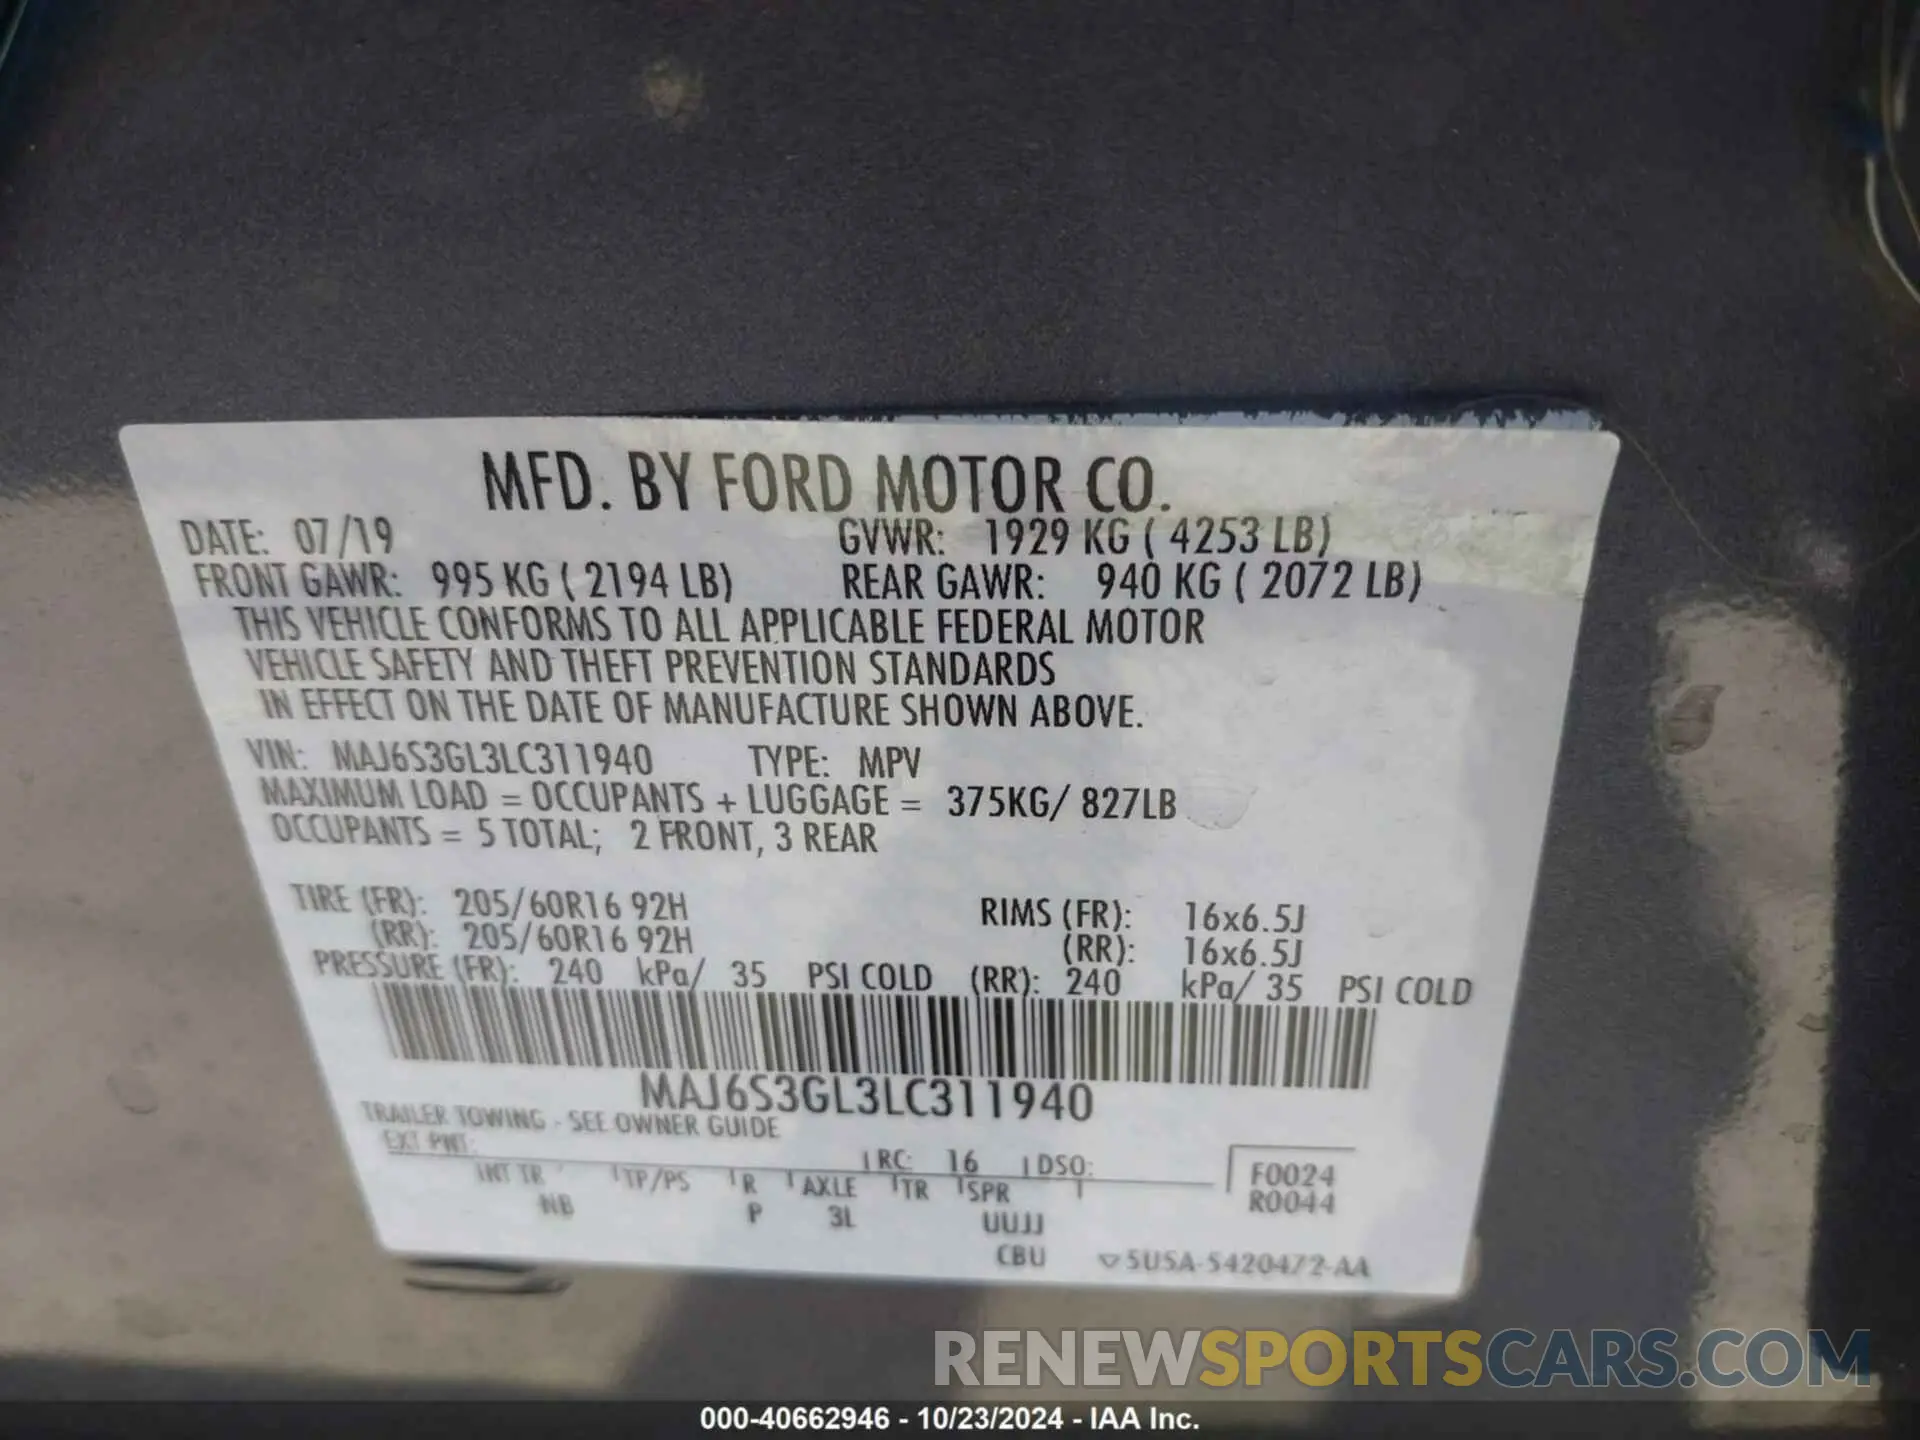 MFD. BY FORD MOTOR CO.
DATE: 07/19 GVWR: 1929 KG ( 4253 LB)
FRONT GAWR: 995 KG ( 2194 LB) REAR GAWR: 940 KG ( 2072 LB)
THIS VEHICLE CONFORMS TO ALL APPLICABLE FEDERAL MOTOR
VEHICLE SAFETY AND THEFT PREVENTION STANDARDS
IN EFFECT ON THE DATE OF MANUFACTURE SHOWN ABOVE.
VIN: MAJ6S3GL3LC311940 TYPE: MPV
MAXIMUM LOAD = OCCUPANTS + LUGGAGE = 375KG/ 827LB
OCCUPANTS = 5 TOTAL; 2 FRONT, 3 REAR
TIRE (FR): 205/60R16 92H RIMS (FR): 16x6.5J
(RR): 205/60R16 92H (RR): 16x6.5J
PRESSURE (FR): 240 kPa/ 35 PSI COLD (RR): 240 kPa/ 35 PSI COLD
MAJ6S3GL3LC311940
TRAILER TOWING - SEE OWNER GUIDE
EXT PNT: RC: 16 DSO: F0024
INT TR TP/PS R AXLE TR SPR R0044
NB P 3L UUJJ
CBU ▽5USA-5420472-AA
RENEWSPORTSCARS.COM
000-40662946 - 10/23/2024 - IAA Inc.